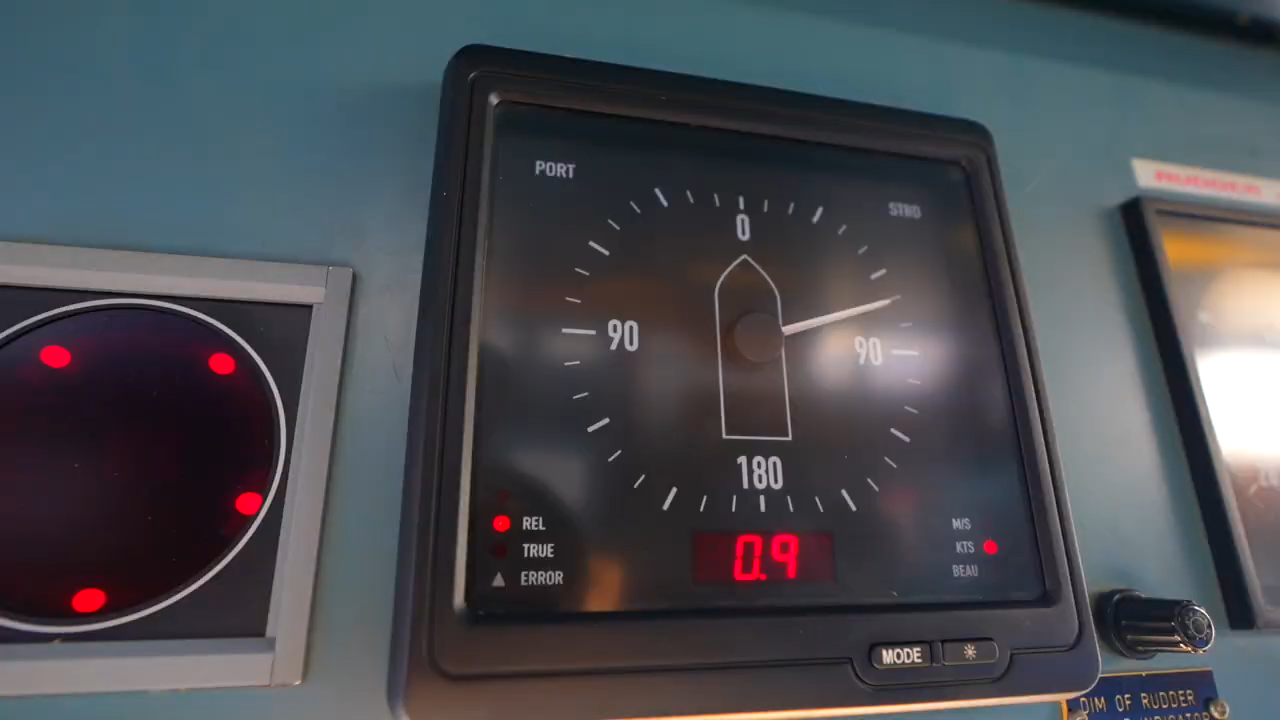 PORT
STBD
0
90
90
180
REL
TRUE
ERROR
0.9
M/S
KTS
BEAU
MODE
DIM OF RUDDER